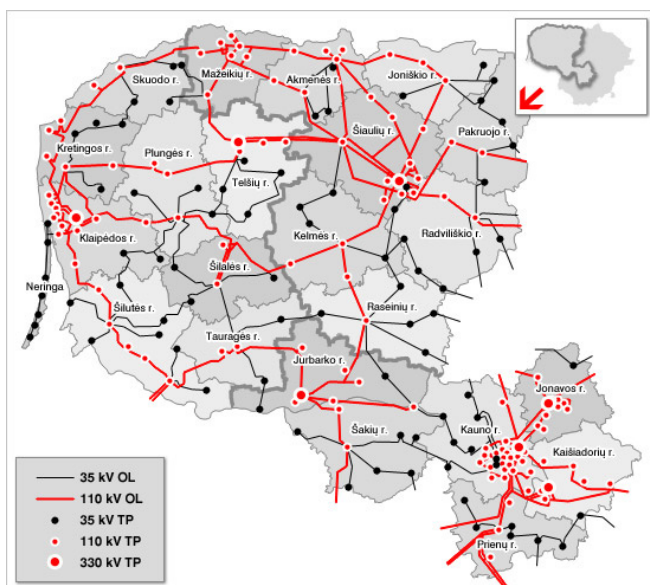 Skuodo r.
Mažeikių r.
Akmenės r.
Joniškio r.
Kretingos r.
Plungės r.
Telšių r.
Šiaulių r.
Pakruojo r.
Klaipėdos r.
Kelmės r.
Radviliškio r.
Neringa
Šilalės r.
Šilutės r.
Tauragės r.
Raseinių r.
Jurbarko r.
Šakių r.
Kauno r.
Jonavos r.
Kaišiadorių r.
Prienų r.
35 kV OL
110 kV OL
35 kV TP
110 kV TP
330 kV TP